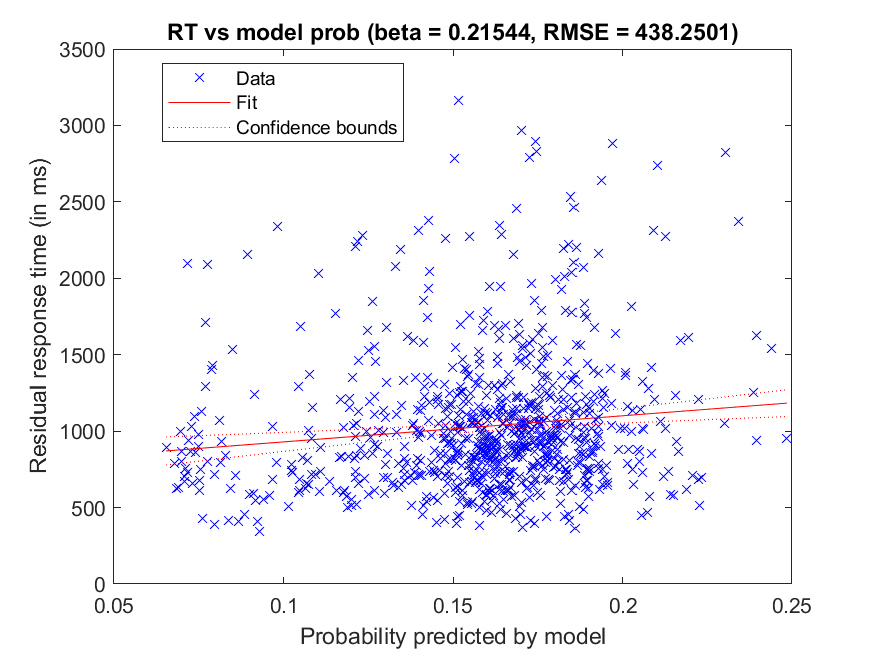 RT vs model prob (beta = 0.21544, RMSE = 438.2501)
3500
3000
2500
2000
1500
1000
500
0
Residual response time (in ms)
Data
Fit
Confidence bounds
0.05
0.1
0.15
0.2
0.25
Probability predicted by model